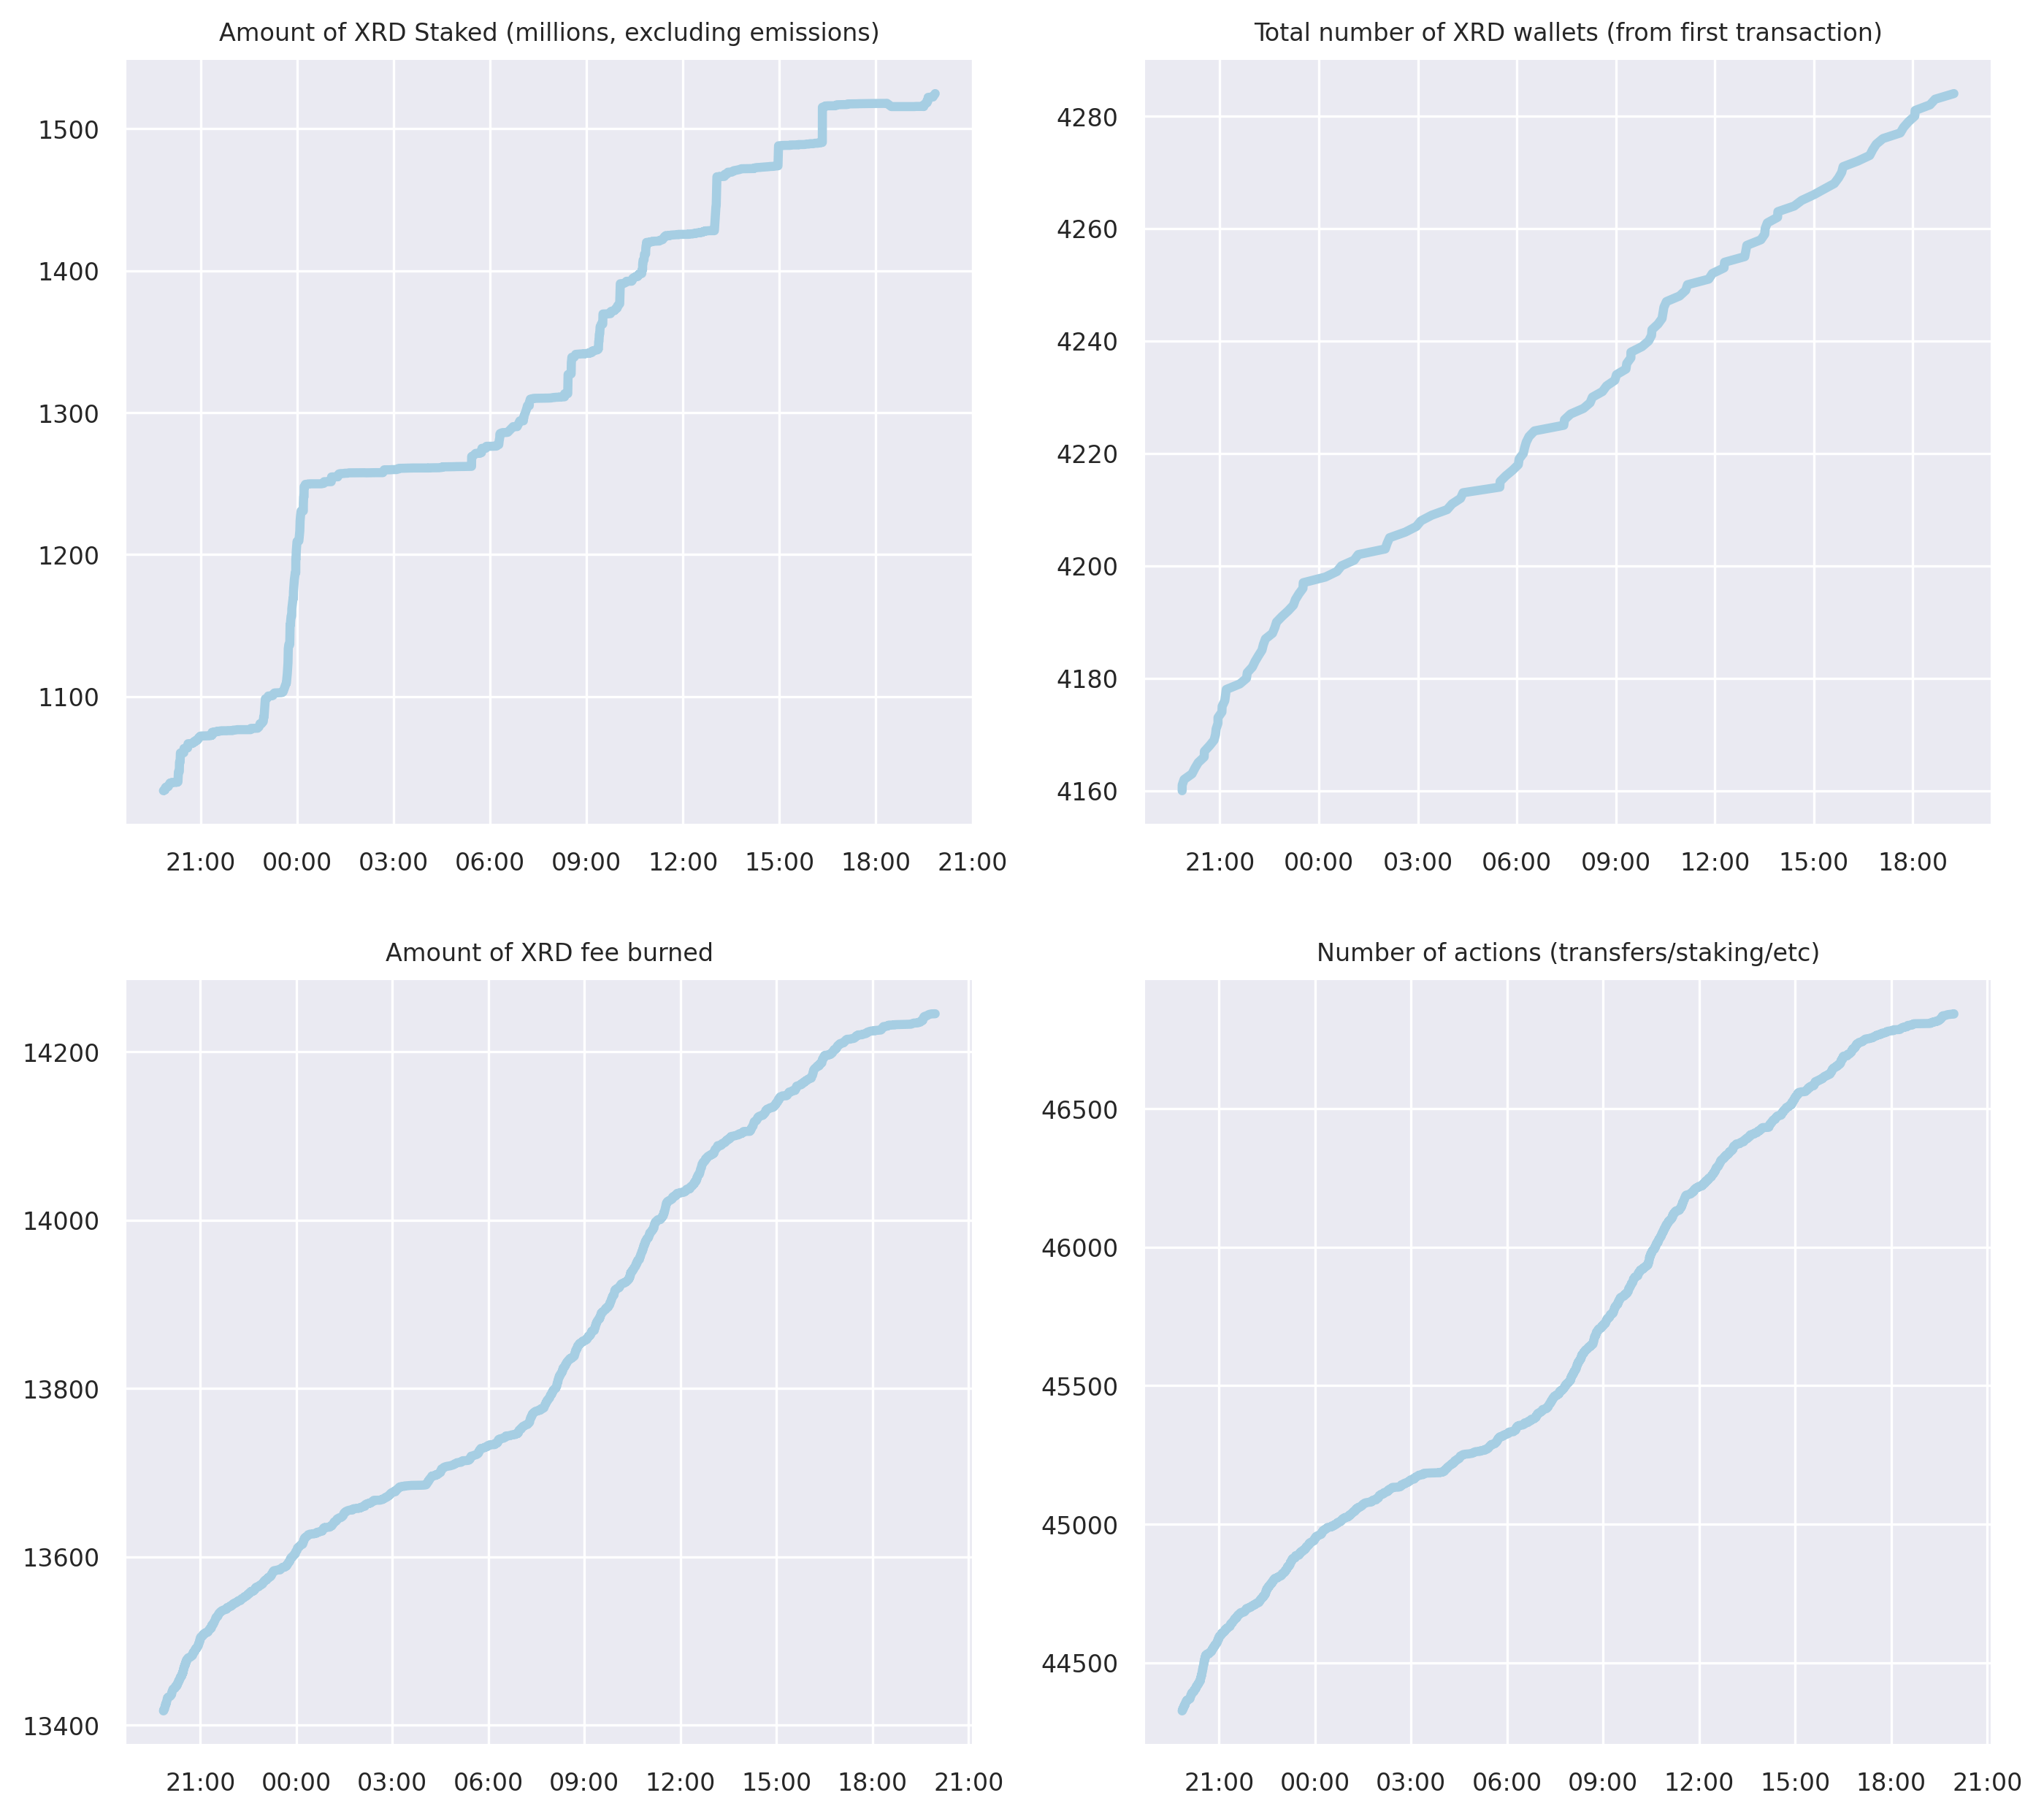 Amount of XRD Staked (millions, excluding emissions)
1500
1400
1300
1200
1100
21:00 00:00 03:00 06:00 09:00 12:00 15:00 18:00 21:00
Total number of XRD wallets (from first transaction)
4280
4260
4240
4220
4200
4180
4160
21:00 00:00 03:00 06:00 09:00 12:00 15:00 18:00
Amount of XRD fee burned
14200
14000
13800
13600
13400
21:00 00:00 03:00 06:00 09:00 12:00 15:00 18:00 21:00
Number of actions (transfers/staking/etc)
46500
46000
45500
45000
44500
21:00 00:00 03:00 06:00 09:00 12:00 15:00 18:00 21:00